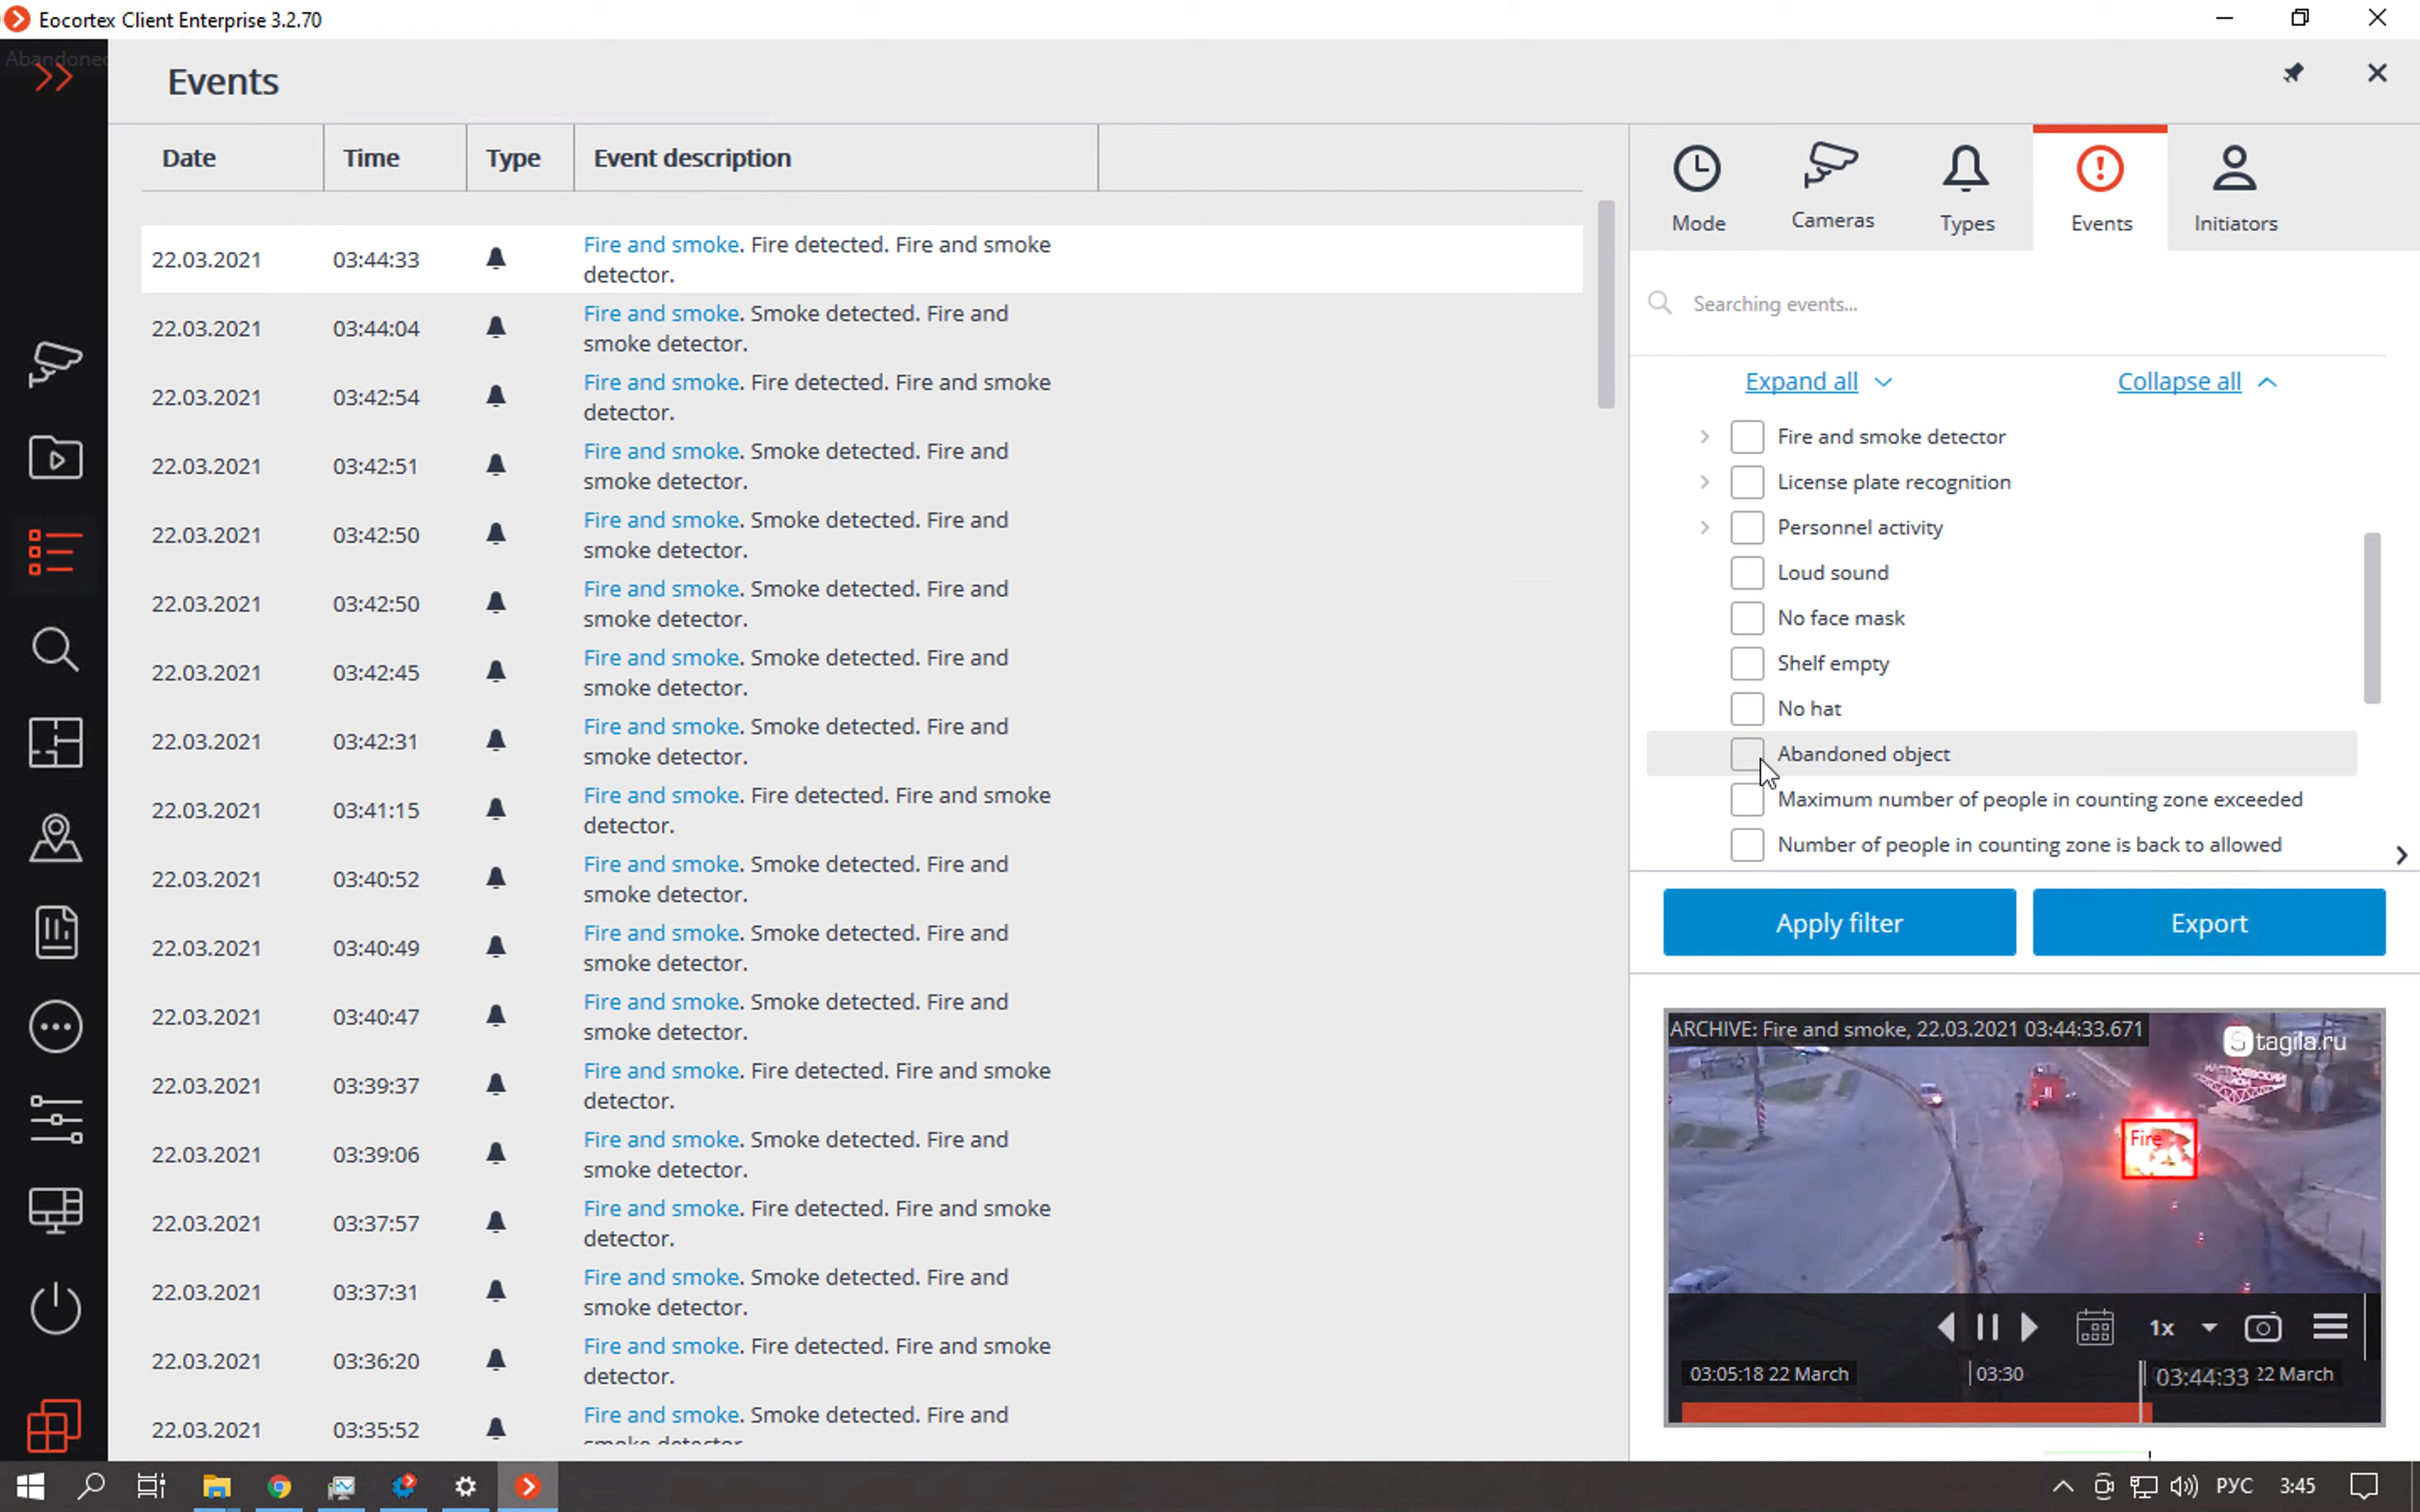 Eocortex Client Enterprise 3.2.70
Abandoned
Events
Date Time Type Event description
22.03.2021 03:44:33 Fire and smoke. Fire detected. Fire and smoke
detector.
22.03.2021 03:44:04 Fire and smoke. Smoke detected. Fire and
smoke detector.
22.03.2021 03:42:54 Fire and smoke. Fire detected. Fire and smoke
detector.
22.03.2021 03:42:51 Fire and smoke. Smoke detected. Fire and
smoke detector.
22.03.2021 03:42:50 Fire and smoke. Smoke detected. Fire and
smoke detector.
22.03.2021 03:42:50 Fire and smoke. Smoke detected. Fire and
smoke detector.
22.03.2021 03:42:45 Fire and smoke. Smoke detected. Fire and
smoke detector.
22.03.2021 03:42:31 Fire and smoke. Smoke detected. Fire and
smoke detector.
22.03.2021 03:41:15 Fire and smoke. Fire detected. Fire and smoke
detector.
22.03.2021 03:40:52 Fire and smoke. Smoke detected. Fire and
smoke detector.
22.03.2021 03:40:49 Fire and smoke. Smoke detected. Fire and
smoke detector.
22.03.2021 03:40:47 Fire and smoke. Smoke detected. Fire and
smoke detector.
22.03.2021 03:39:37 Fire and smoke. Fire detected. Fire and smoke
detector.
22.03.2021 03:39:06 Fire and smoke. Smoke detected. Fire and
smoke detector.
22.03.2021 03:37:57 Fire and smoke. Fire detected. Fire and smoke
detector.
22.03.2021 03:37:31 Fire and smoke. Smoke detected. Fire and
smoke detector.
22.03.2021 03:36:20 Fire and smoke. Fire detected. Fire and smoke
detector.
22.03.2021 03:35:52 Fire and smoke. Smoke detected. Fire and
smoke detector.
Mode Cameras Types Events Initiators
Searching events...
Expand all Collapse all
Fire and smoke detector
License plate recognition
Personnel activity
Loud sound
No face mask
Shelf empty
No hat
Abandoned object
Maximum number of people in counting zone exceeded
Number of people in counting zone is back to allowed
Apply filter Export
ARCHIVE: Fire and smoke, 22.03.2021 03:44:33.671
S tagila.ru
Fire
1x
03:05:18 22 March 03:30 03:44:33 22 March
РУС 3:45